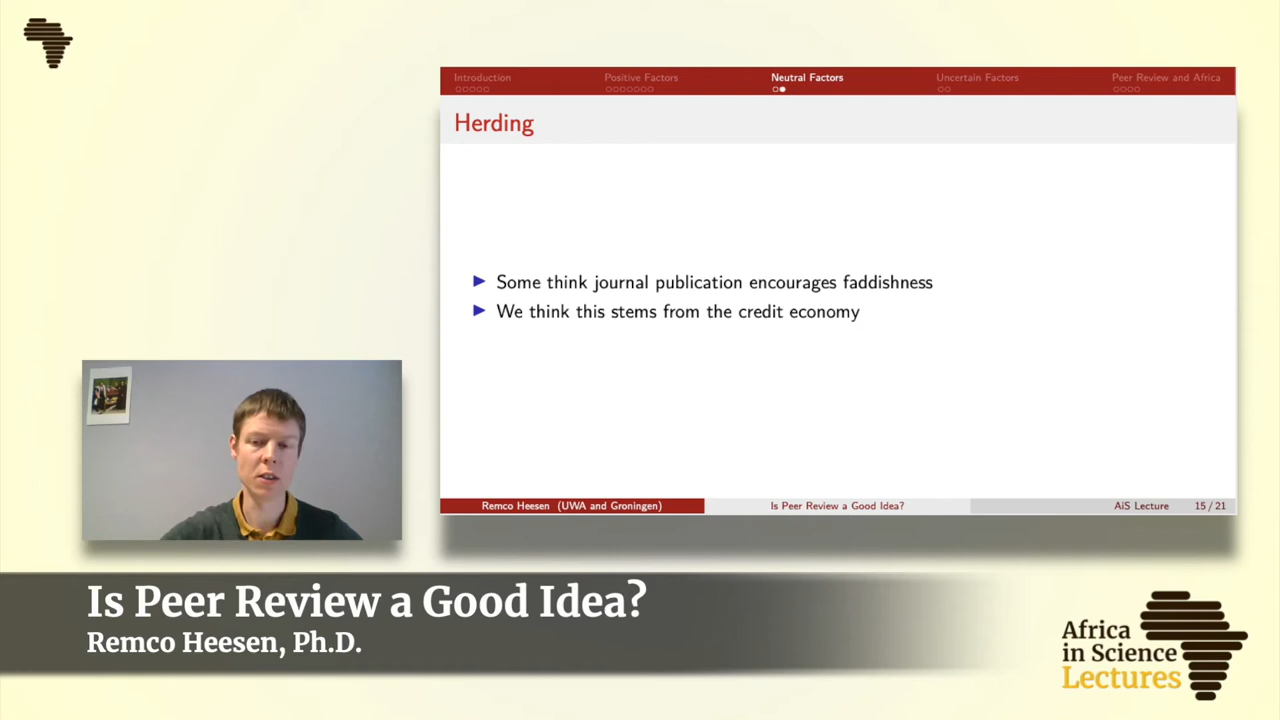 Introduction
Positive Factors
Neutral Factors
Uncertain Factors
Peer Review and Africa
Herding
Some think journal publication encourages faddishness
We think this stems from the credit economy
Remco Heesen (UWA and Groningen)
Is Peer Review a Good Idea?
AiS Lecture
15 / 21
Is Peer Review a Good Idea?
Remco Heesen, Ph.D.
Africa
in Science
Lectures